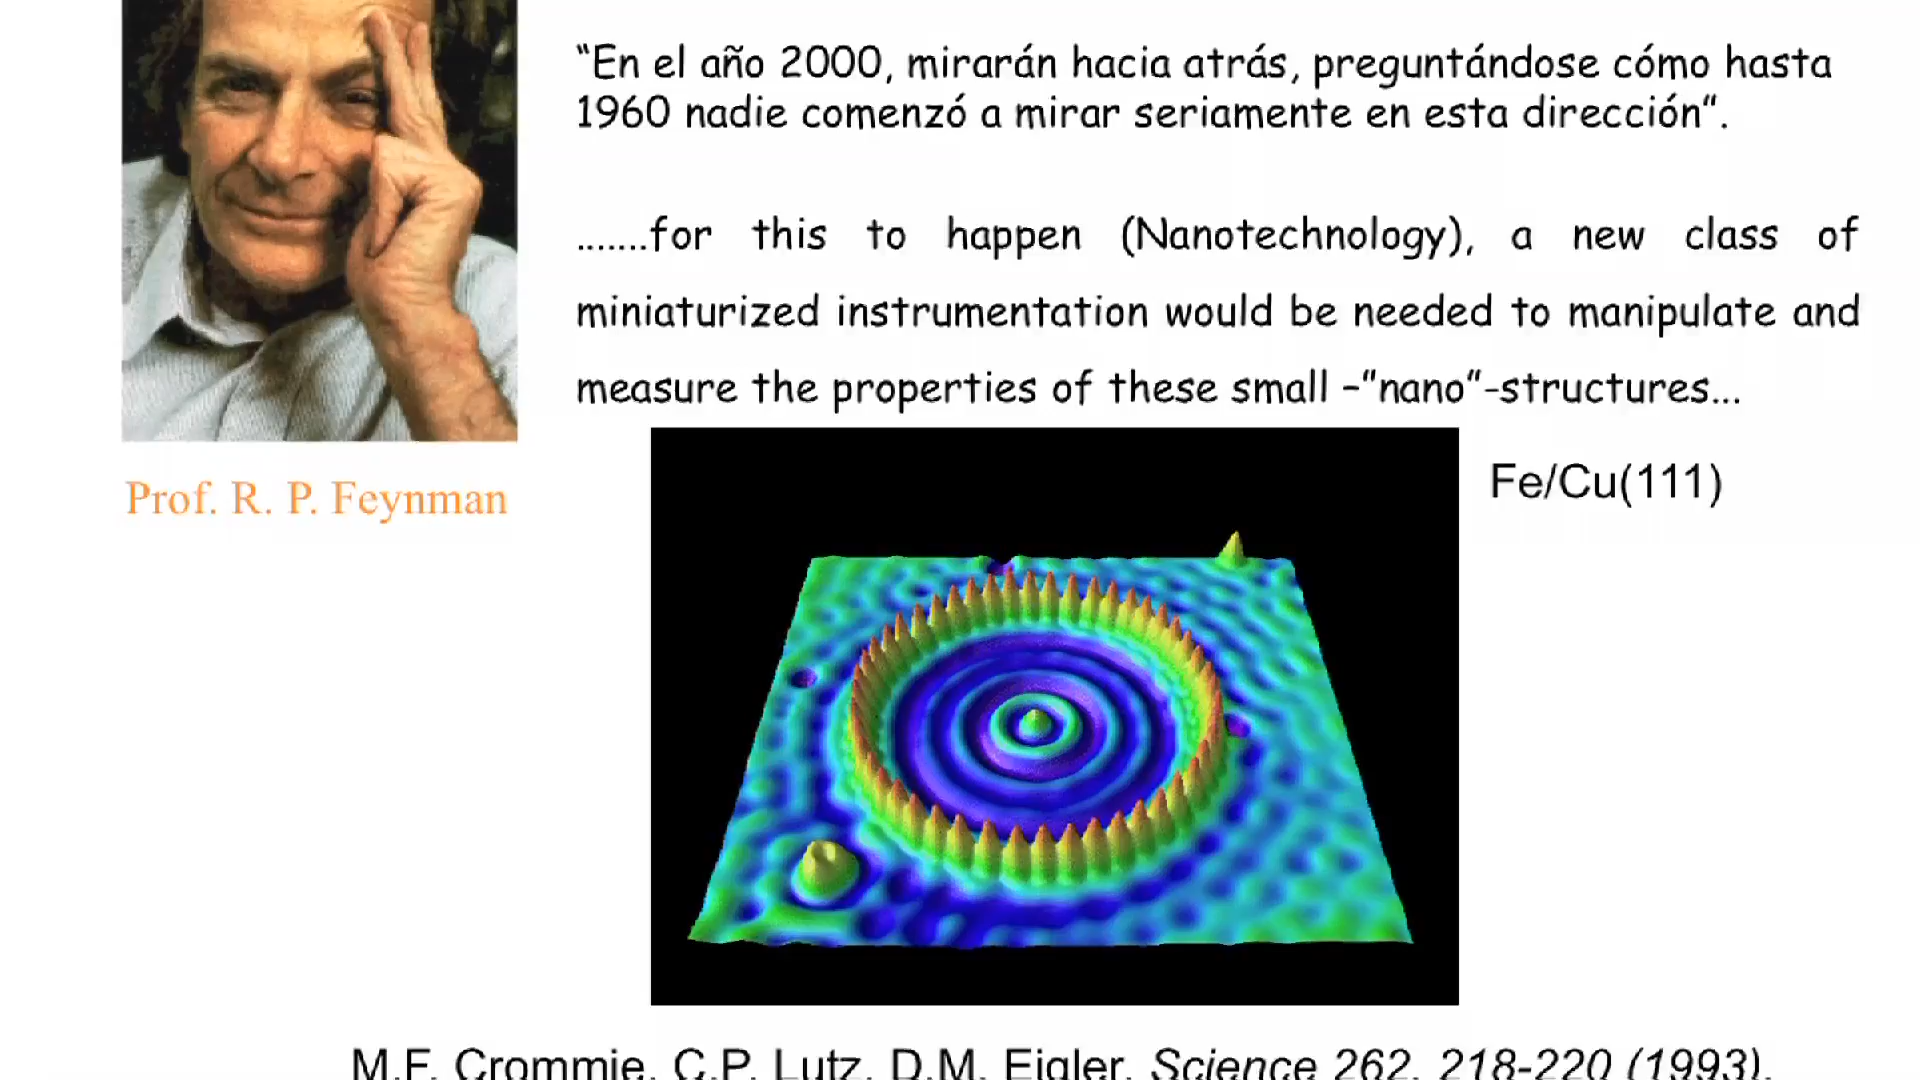 “En el año 2000, mirarán hacia atrás, preguntándose cómo hasta
1960 nadie comenzó a mirar seriamente en esta dirección”.
.......for this to happen (Nanotechnology), a new class of
miniaturized instrumentation would be needed to manipulate and
measure the properties of these small –”nano”-structures...
Prof. R. P. Feynman
Fe/Cu(111)
M.F. Crommie, C.P. Lutz, D.M. Eigler, Science 262, 218-220 (1993).